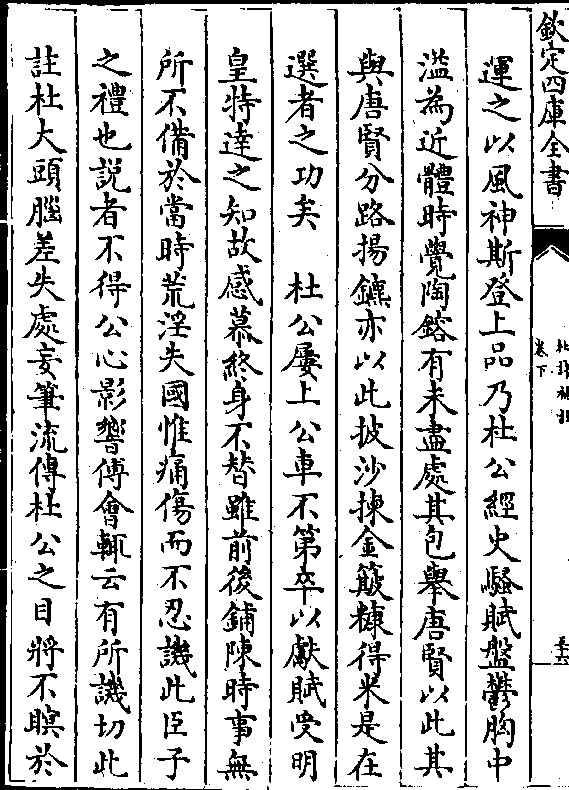 欽定四庫全書
卷下
運之以風神斯登上品乃杜公經史騷賦盤鬱胸中
濫為近體時覺陶鎔有未盡處其包舉唐賢以此其
與唐賢分路揚鑣亦以此披沙揀金簸糠得米是在
選者之功矣　杜公屢上公車不第卒以獻賦受明
皇特達之知故感慕終身不替雖前後鋪陳時事無
所不備於當時荒淫失國惟痛傷而不忍譏此臣子
之禮也説者不得公心影響傅會輒云有所譏切此
註杜大頭腦差失處妄筆流傳杜公之目將不瞑於